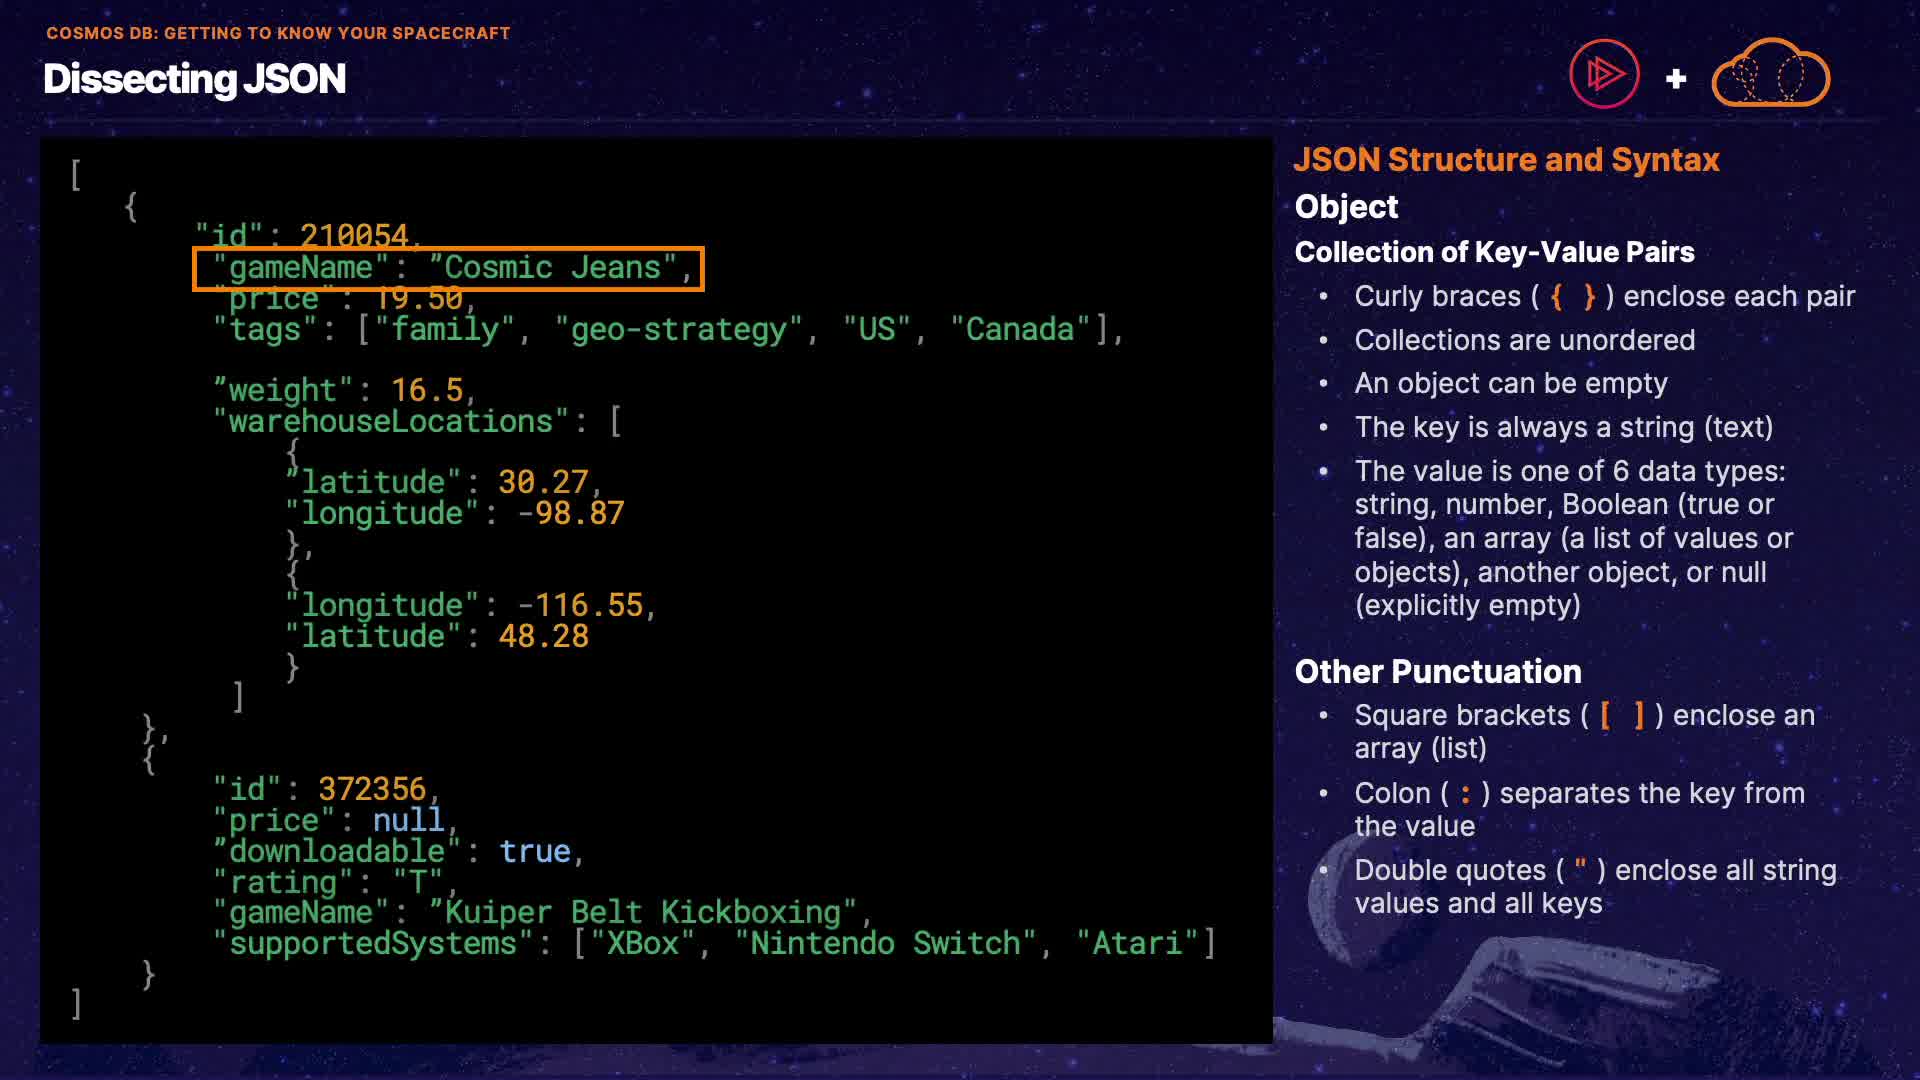 COSMOS DB: GETTING TO KNOW YOUR SPACECRAFT
Dissecting JSON
+
[
{
"id": 210054,
"gameName": ”Cosmic Jeans",
"price": 19.50,
"tags": ["family", "geo-strategy", "US", "Canada"],
”weight": 16.5,
"warehouseLocations": [
{
”latitude": 30.27,
"longitude": -98.87
},
{
"longitude": -116.55,
"latitude": 48.28
}
]
},
{
"id": 372356,
"price": null,
”downloadable": true,
"rating": "T",
"gameName": ”Kuiper Belt Kickboxing",
"supportedSystems": ["XBox", "Nintendo Switch", "Atari"]
}
]
JSON Structure and Syntax
Object
Collection of Key-Value Pairs
• Curly braces ( { } ) enclose each pair
• Collections are unordered
• An object can be empty
• The key is always a string (text)
• The value is one of 6 data types:
string, number, Boolean (true or
false), an array (a list of values or
objects), another object, or null
(explicitly empty)
Other Punctuation
• Square brackets ( [ ] ) enclose an
array (list)
• Colon ( : ) separates the key from
the value
• Double quotes ( " ) enclose all string
values and all keys